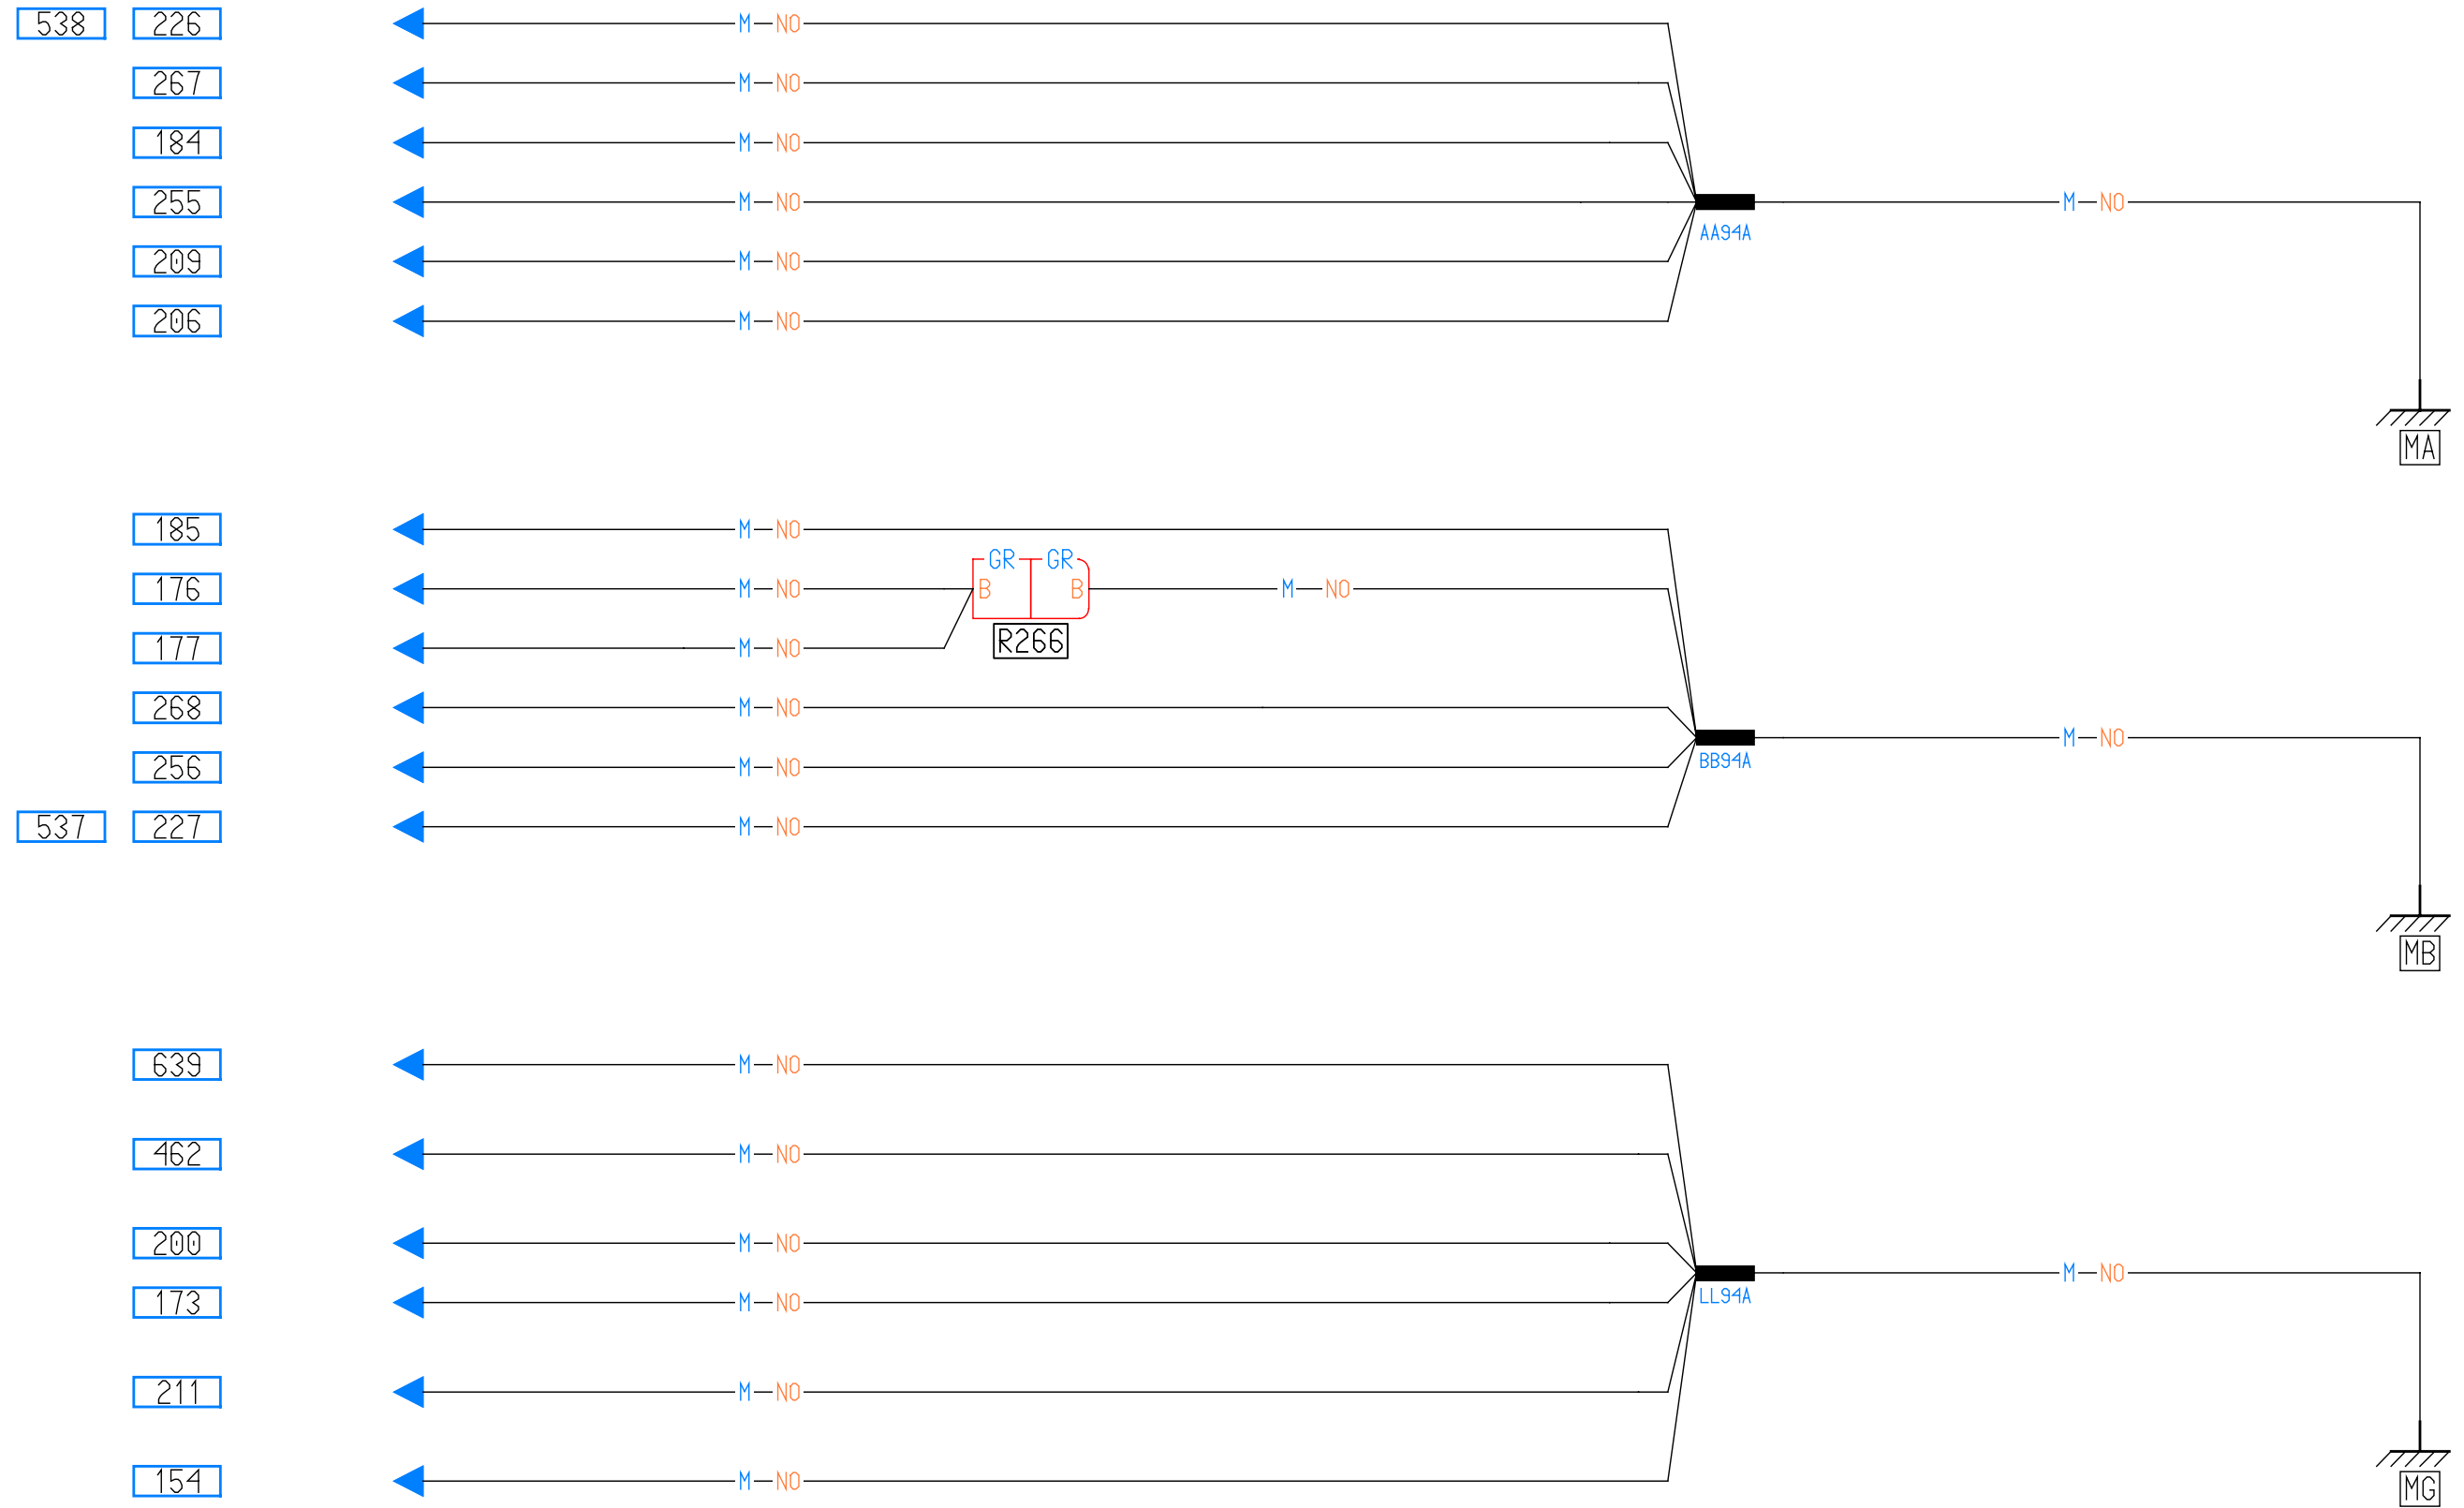 538 226 M NO
267 M NO
184 M NO
255 M NO M NO
AA94A
209 M NO
206 M NO
MA
185 M NO
GR GR
176 M NO B B M NO
177 M NO
R266
268 M NO
M NO
BB94A
256 M NO
537 227 M NO
MB
639 M NO
462 M NO
200 M NO
M NO
LL94A
173 M NO
211 M NO
154 M NO
MG